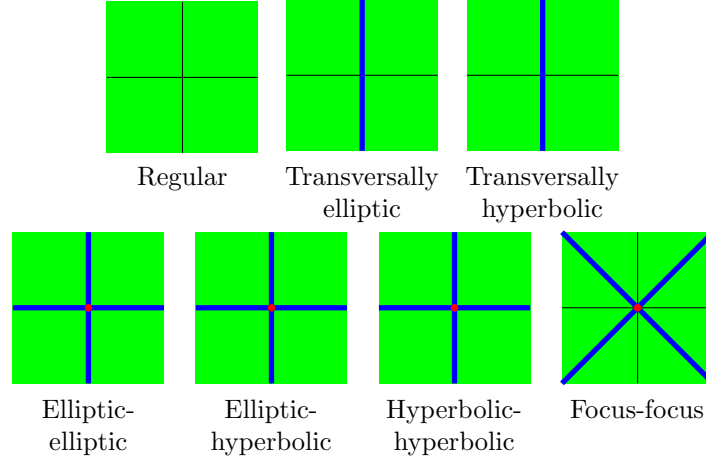 Regular
Transversally
elliptic
Transversally
hyperbolic
Elliptic-
elliptic
Elliptic-
hyperbolic
Hyperbolic-
hyperbolic
Focus-focus